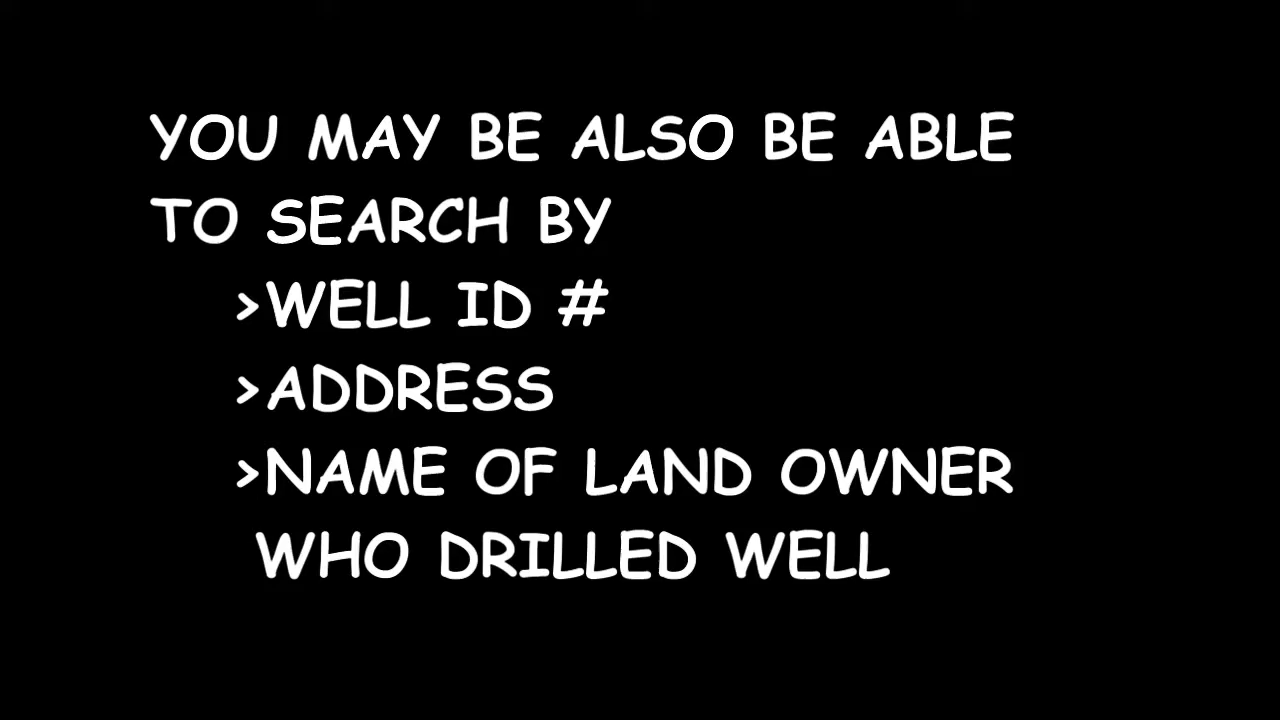 YOU MAY BE ALSO BE ABLE
TO SEARCH BY
>WELL ID #
>ADDRESS
>NAME OF LAND OWNER
WHO DRILLED WELL